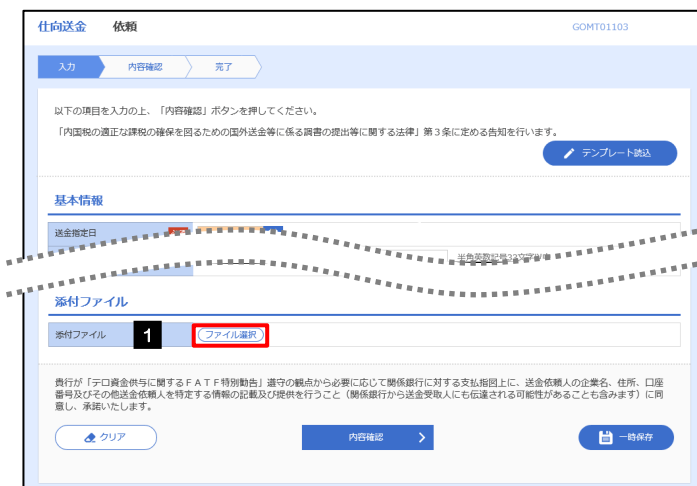 仕向送金 依頼 GOMT01103
入力 内容確認 完了
以下の項目を入力の上、「内容確認」ボタンを押してください。
「内国税の適正な課税の確保を図るための国外送金等に係る調書の提出等に関する法律」第3条に定める告知を行います。
テンプレート読込
基本情報
送金指定日
半角英数記号33文字以内
添付ファイル
添付ファイル 1 ファイル選択
貴行が「テロ資金供与に関するＦＡＴＦ特別勧告」遵守の観点から必要に応じて関係銀行に対する支払指図上に、送金依頼人の企業名、住所、口座
番号及びその他送金依頼人を特定する情報の記載及び提供を行うこと（関係銀行から送金受取人にも伝達される可能性があることも含みます）に同
意し、承諾いたします。
クリア 内容確認 一時保存